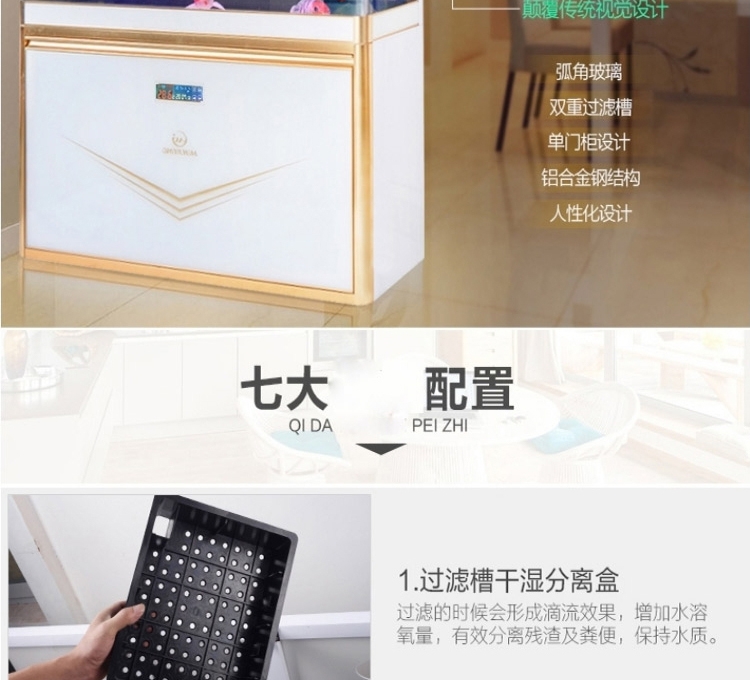 颠覆传统视觉设计
弧角玻璃
双重过滤槽
单门柜设计
铝合金钢结构
人性化设计
七大 配置
QI DA PEI ZHI
1.过滤槽干湿分离盒
过滤的时候会形成滴流效果，增加水溶
氧量，有效分离残渣及粪便，保持水质。